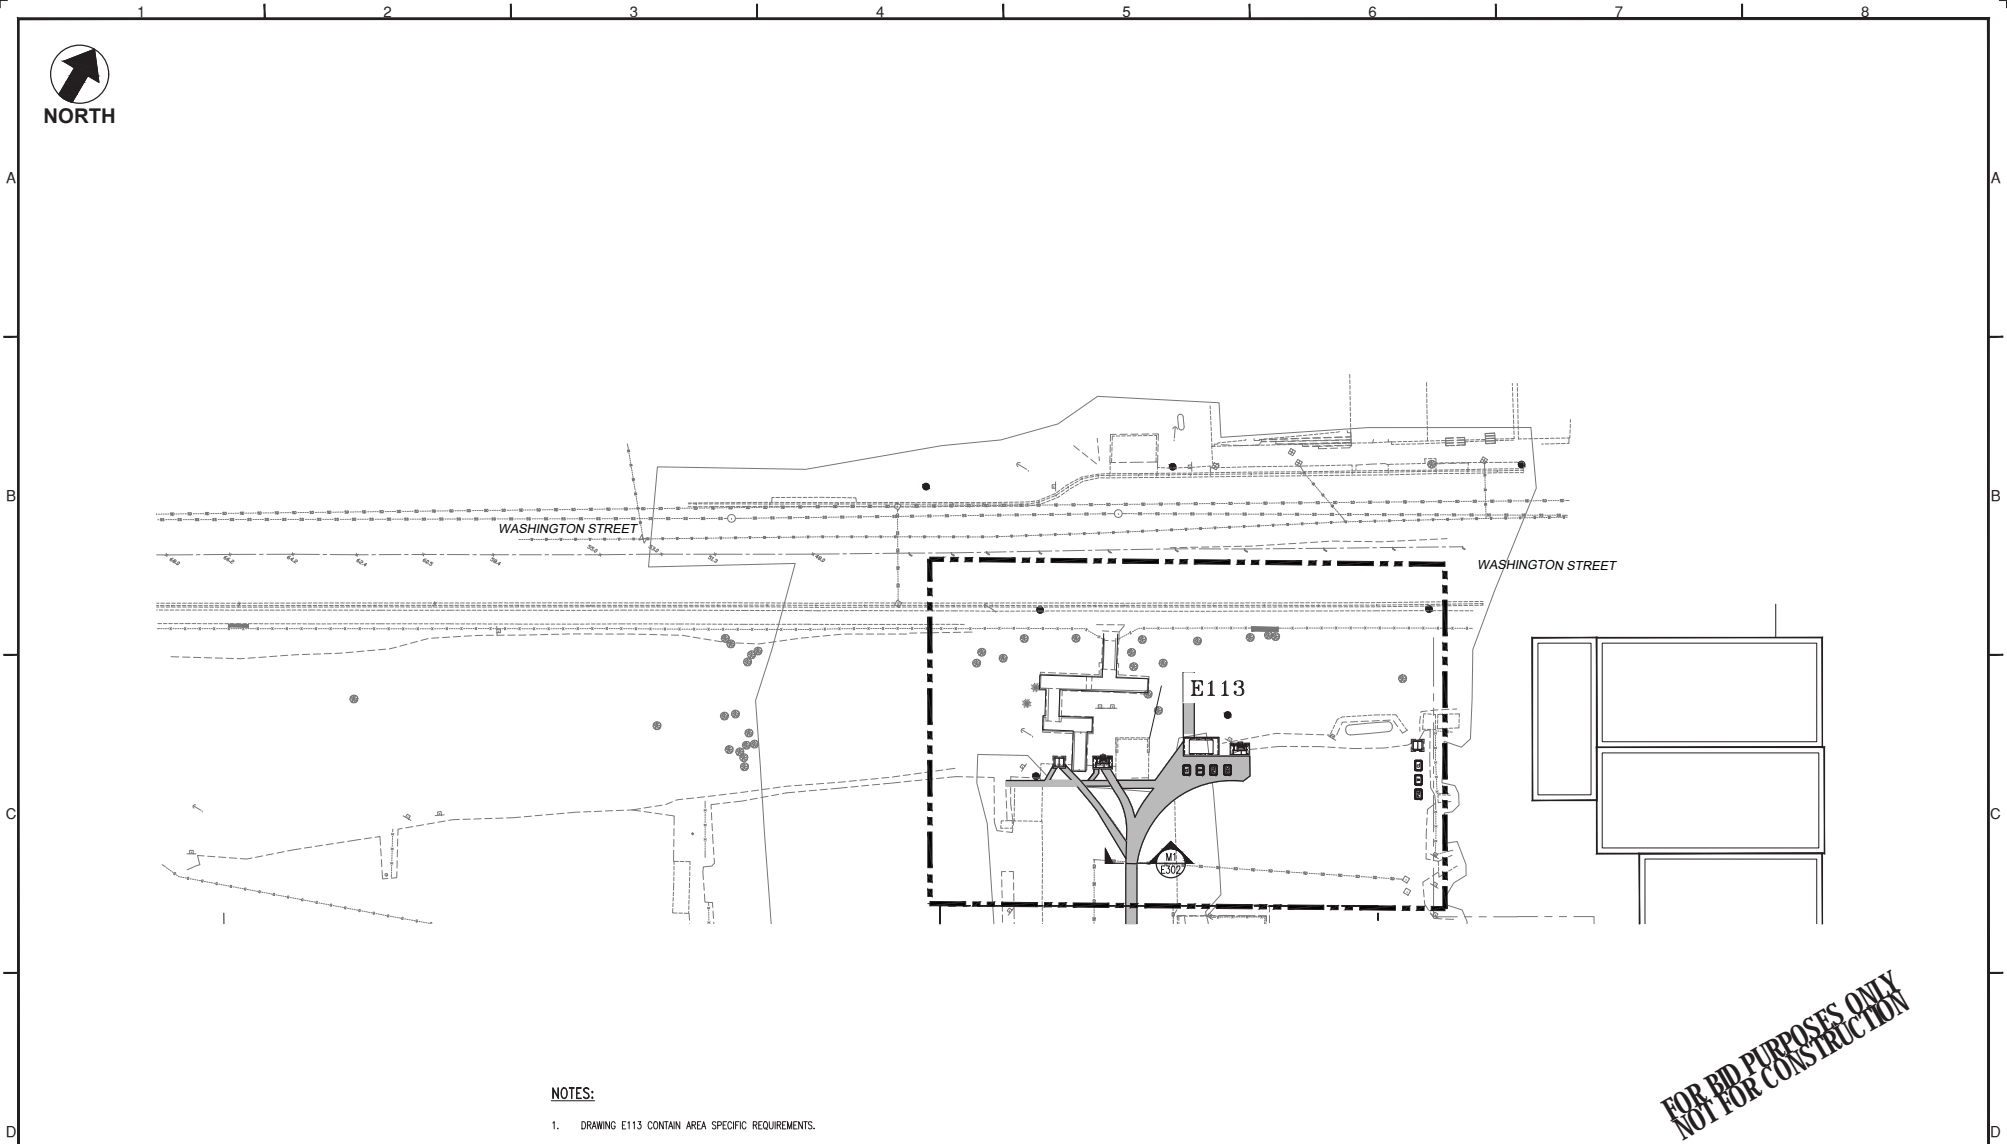 1 2 3 4 5 6 7 8
NORTH
A A
B B
WASHINGTON STREET
WASHINGTON STREET
E113
C C
M1
E302
FOR BID PURPOSES ONLY
NOT FOR CONSTRUCTION
NOTES:
1. DRAWING E113 CONTAIN AREA SPECIFIC REQUIREMENTS.
D D